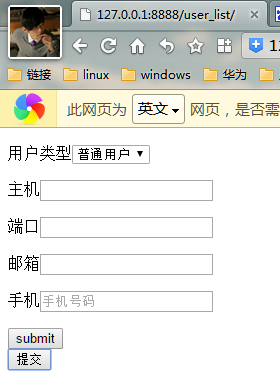 127.0.0.1:8888/user_list/
链接 linux windows 华为
此网页为 英文 网页，是否需
用户类型 普通用户
主机
端口
邮箱
手机 手机号码
submit
提交